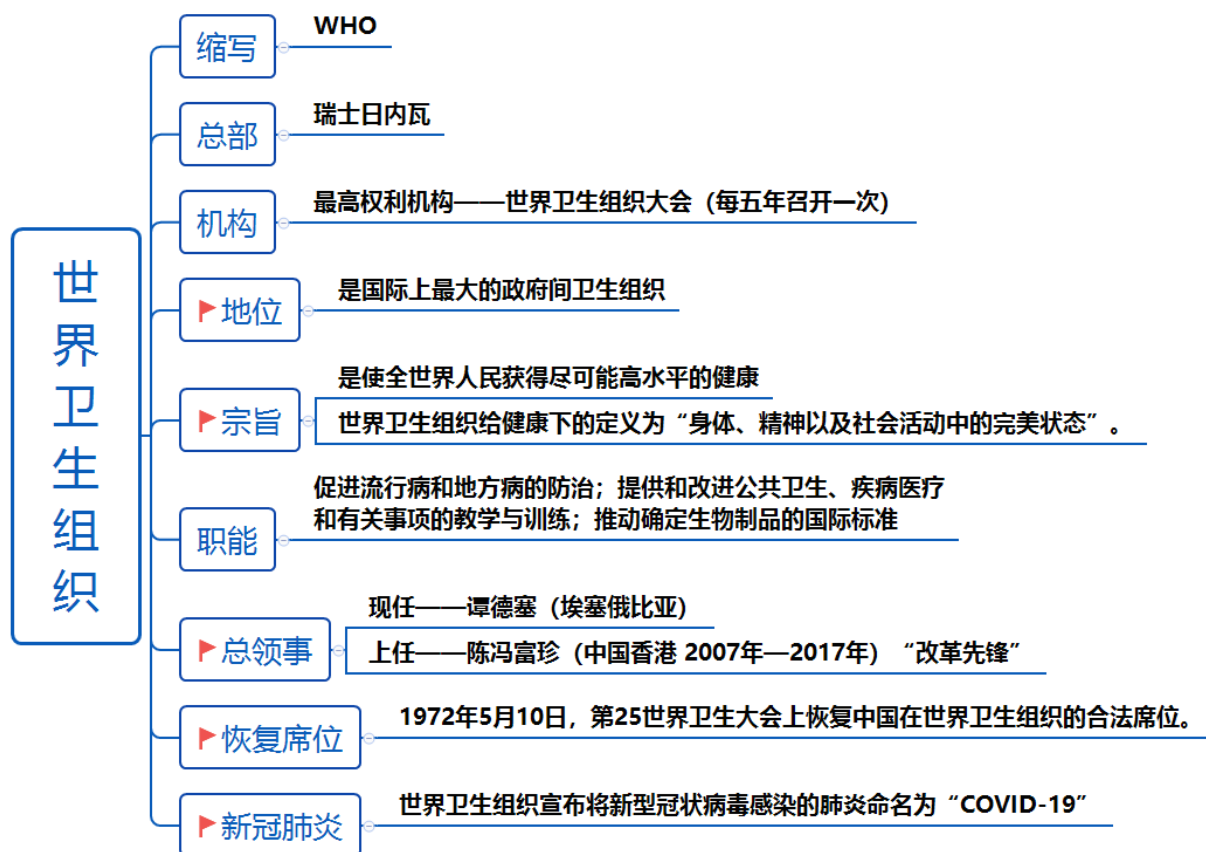 世界卫生组织
缩写
WHO
总部
瑞士日内瓦
机构
最高权利机构——世界卫生组织大会（每五年召开一次）
地位
是国际上最大的政府间卫生组织
宗旨
是使全世界人民获得尽可能高水平的健康
世界卫生组织给健康下的定义为“身体、精神以及社会活动中的完美状态”。
职能
促进流行病和地方病的防治；提供和改进公共卫生、疾病医疗
和有关事项的教学与训练；推动确定生物制品的国际标准
总领事
现任——谭德塞（埃塞俄比亚）
上任——陈冯富珍（中国香港 2007年—2017年）“改革先锋”
恢复席位
1972年5月10日，第25世界卫生大会上恢复中国在世界卫生组织的合法席位。
新冠肺炎
世界卫生组织宣布将新型冠状病毒感染的肺炎命名为“COVID-19”